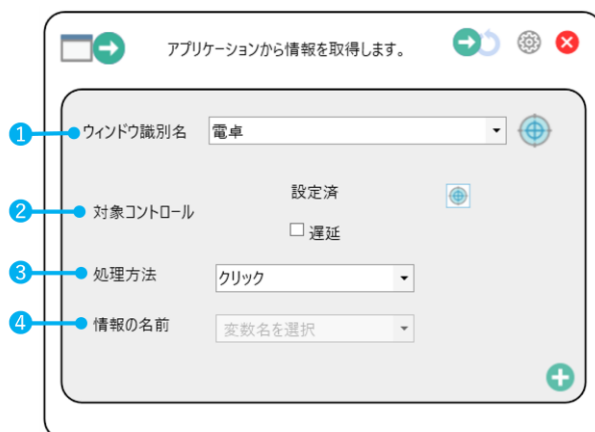 アプリケーションから情報を取得します。
1 ウィンドウ識別名 電卓
設定済
2 対象コントロール
遅延
3 処理方法 クリック
4 情報の名前 変数名を選択